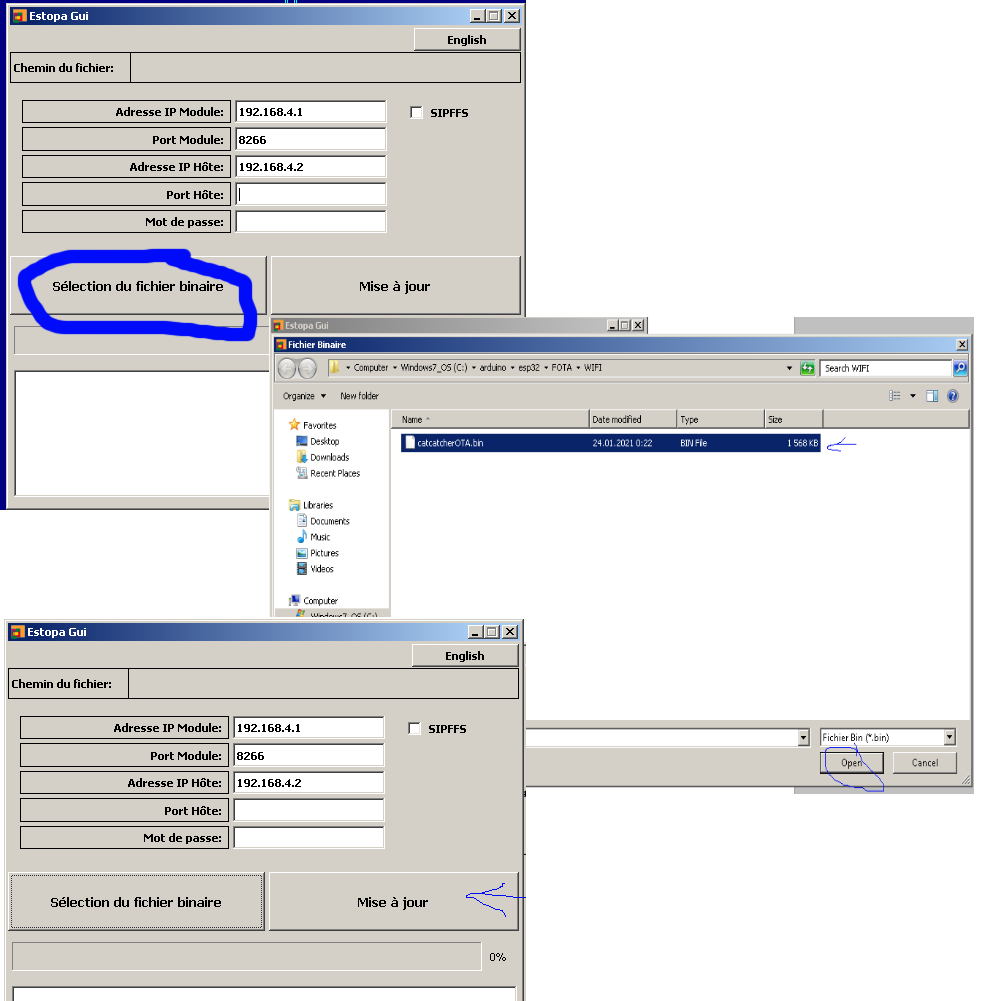 Estopa Gui
English
Chemin du fichier:
Adresse IP Module: 192.168.4.1 SIPFFS
Port Module: 8266
Adresse IP Hôte: 192.168.4.2
Port Hôte:
Mot de passe:
Sélection du fichier binaire Mise à jour
Estopa Gui
Fichier Binaire
Computer Windows7_OS (C:) arduino esp32 FOTA WIFI Search WIFI
Organize New folder
Name Date modified Type Size
catcatcherOTA.bin 24.01.2021 0:22 BIN File 1 568 KB
Favorites
Desktop
Downloads
Recent Places
Libraries
Documents
Music
Pictures
Videos
Computer
Windows7_OS (C:)
Fichier Bin (*.bin)
Open Cancel
Estopa Gui
English
Chemin du fichier:
Adresse IP Module: 192.168.4.1 SIPFFS
Port Module: 8266
Adresse IP Hôte: 192.168.4.2
Port Hôte:
Mot de passe:
Sélection du fichier binaire Mise à jour
0%